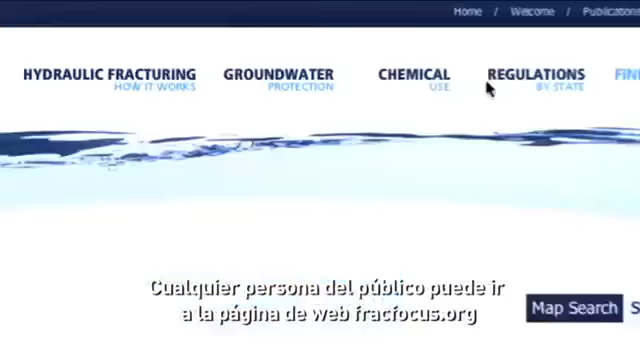 Home / Welcome / Publications
HYDRAULIC FRACTURING GROUNDWATER CHEMICAL REGULATIONS
HOW IT WORKS PROTECTION USE BY STATE
Cualquier persona del público puede ir
a la página de web fracfocus.org
Map Search